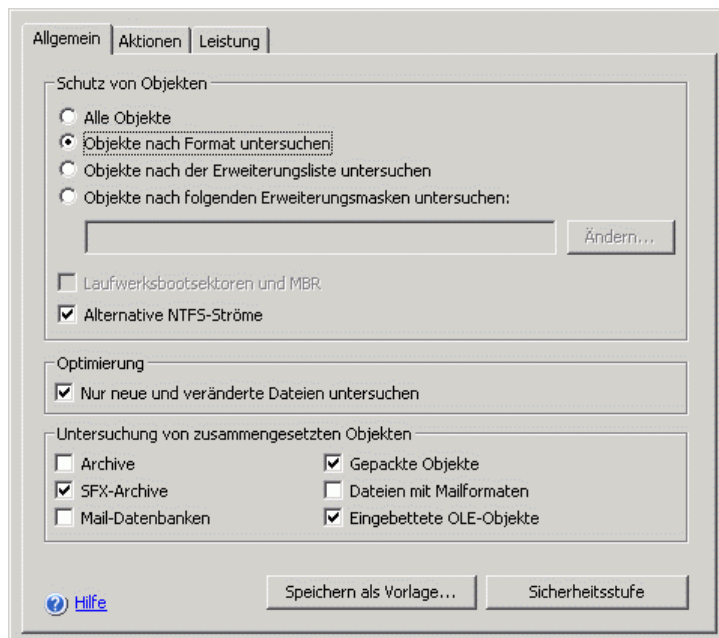 Allgemein Aktionen Leistung
Schutz von Objekten
Alle Objekte
Objekte nach Format untersuchen
Objekte nach der Erweiterungsliste untersuchen
Objekte nach folgenden Erweiterungsmasken untersuchen:
Ändern...
Laufwerksbootsektoren und MBR
Alternative NTFS-Ströme
Optimierung
Nur neue und veränderte Dateien untersuchen
Untersuchung von zusammengesetzten Objekten
Archive Gepackte Objekte
SFX-Archive Dateien mit Mailformaten
Mail-Datenbanken Eingebettete OLE-Objekte
Hilfe Speichern als Vorlage... Sicherheitsstufe